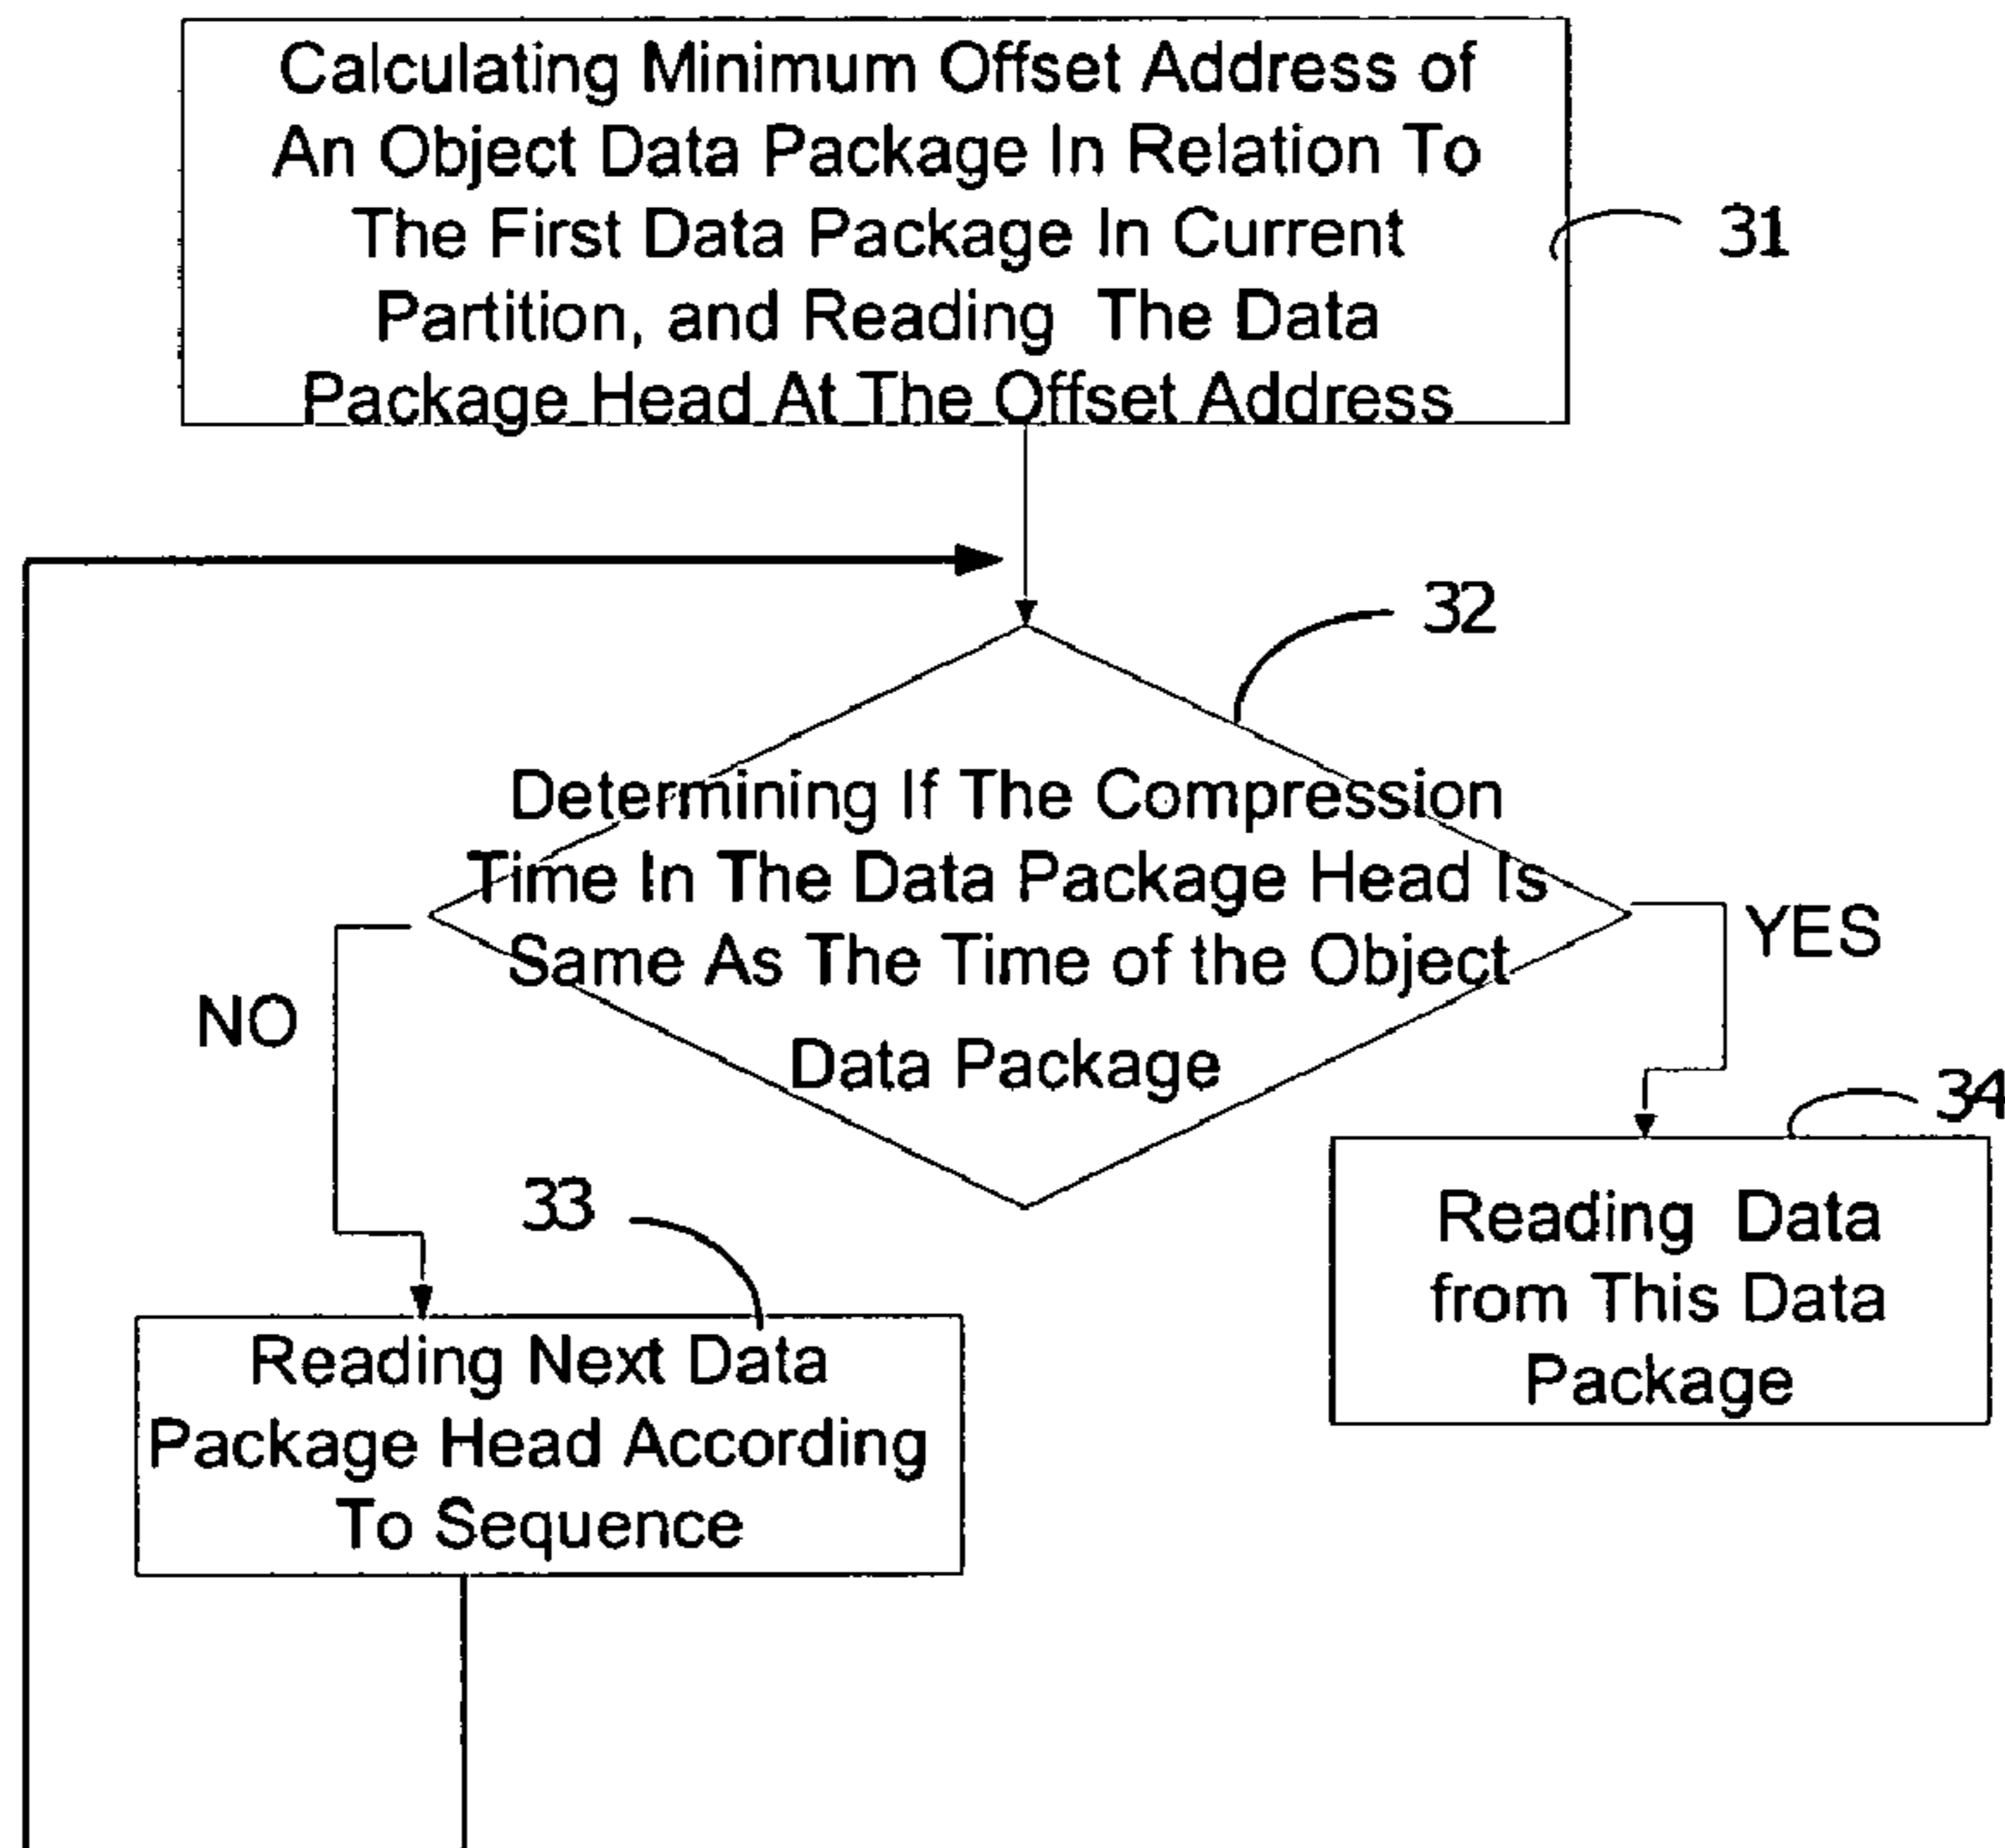 Calculating Minimum Offset Address of
An Object Data Package In Relation To
The First Data Package In Current
Partition, and Reading The Data
Package Head At The Offset Address
31
32
Determining If The Compression
Time In The Data Package Head Is
Same As The Time of the Object
Data Package
YES
NO
34
33
Reading Data
from This Data
Package
Reading Next Data
Package Head According
To Sequence